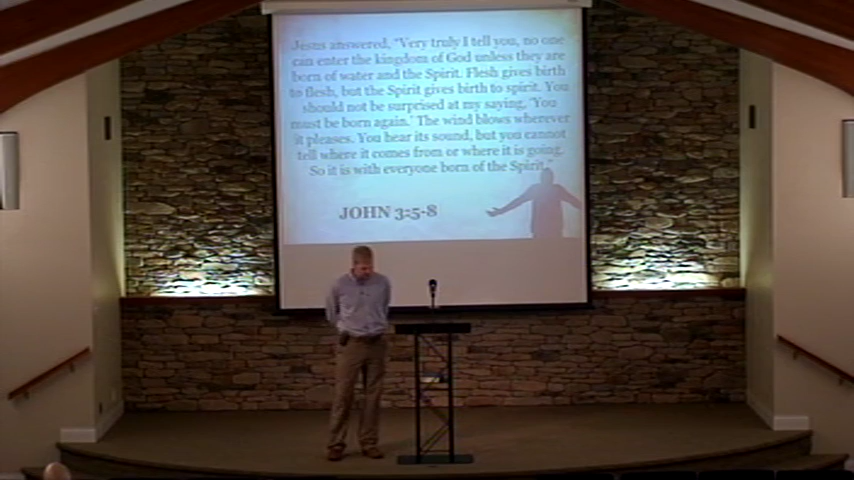 Jesus answered, "Very truly I tell you, no one
can enter the kingdom of God unless they are
born of water and the Spirit. Flesh gives birth
to flesh, but the Spirit gives birth to spirit. You
should not be surprised at my saying, 'You
must be born again.' The wind blows wherever
it pleases. You hear its sound, but you cannot
tell where it comes from or where it is going.
So it is with everyone born of the Spirit."
JOHN 3:5-8